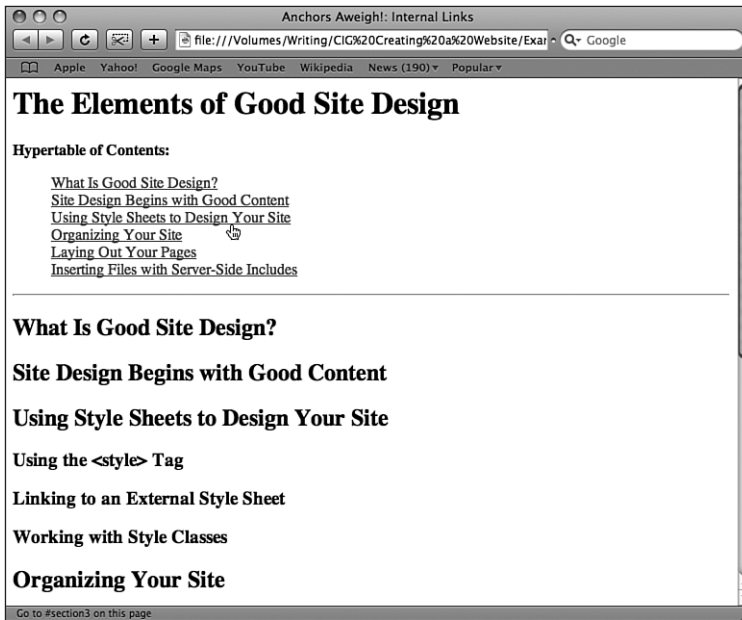 Anchors Aweigh!: Internal Links
file:///Volumes/Writing/CIG%20Creating%20a%20Website/Exar
Google
Apple Yahoo! Google Maps YouTube Wikipedia News (190) Popular
The Elements of Good Site Design
Hypertable of Contents:
What Is Good Site Design?
Site Design Begins with Good Content
Using Style Sheets to Design Your Site
Organizing Your Site
Laying Out Your Pages
Inserting Files with Server-Side Includes
What Is Good Site Design?
Site Design Begins with Good Content
Using Style Sheets to Design Your Site
Using the <style> Tag
Linking to an External Style Sheet
Working with Style Classes
Organizing Your Site
Go to #section3 on this page